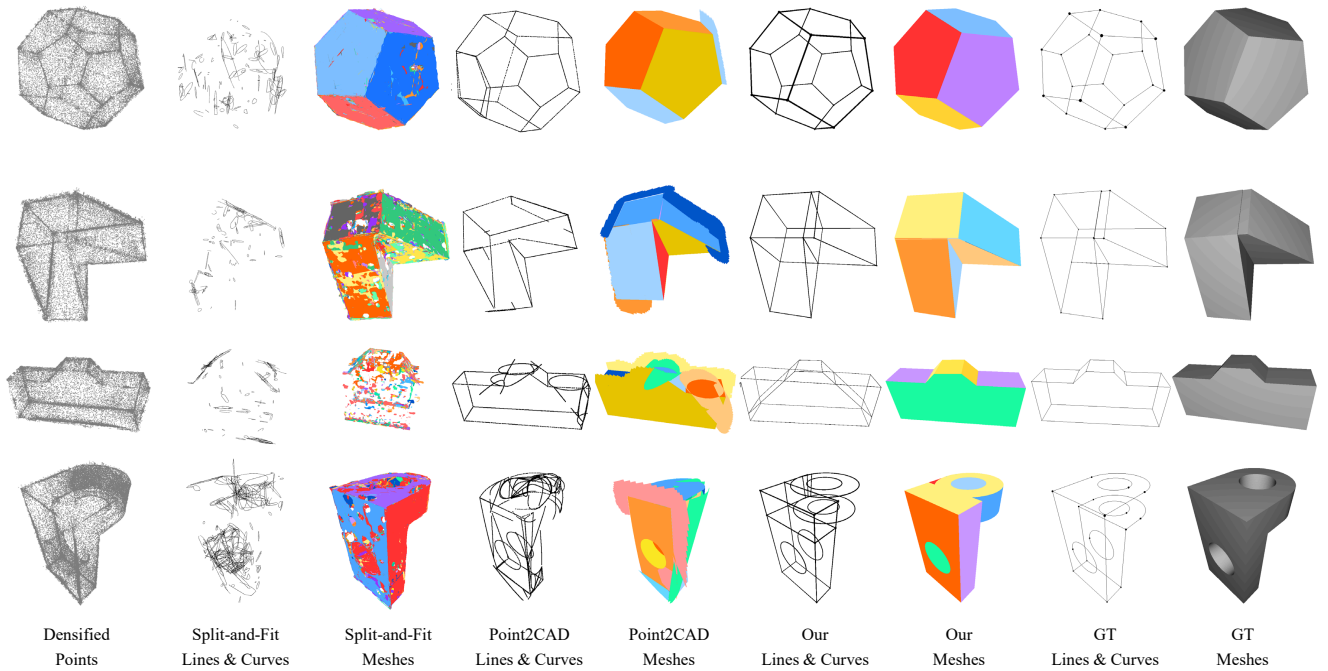 Densified Points
Split-and-Fit Lines & Curves
Split-and-Fit Meshes
Point2CAD Lines & Curves
Point2CAD Meshes
Our Lines & Curves
Our Meshes
GT Lines & Curves
GT Meshes